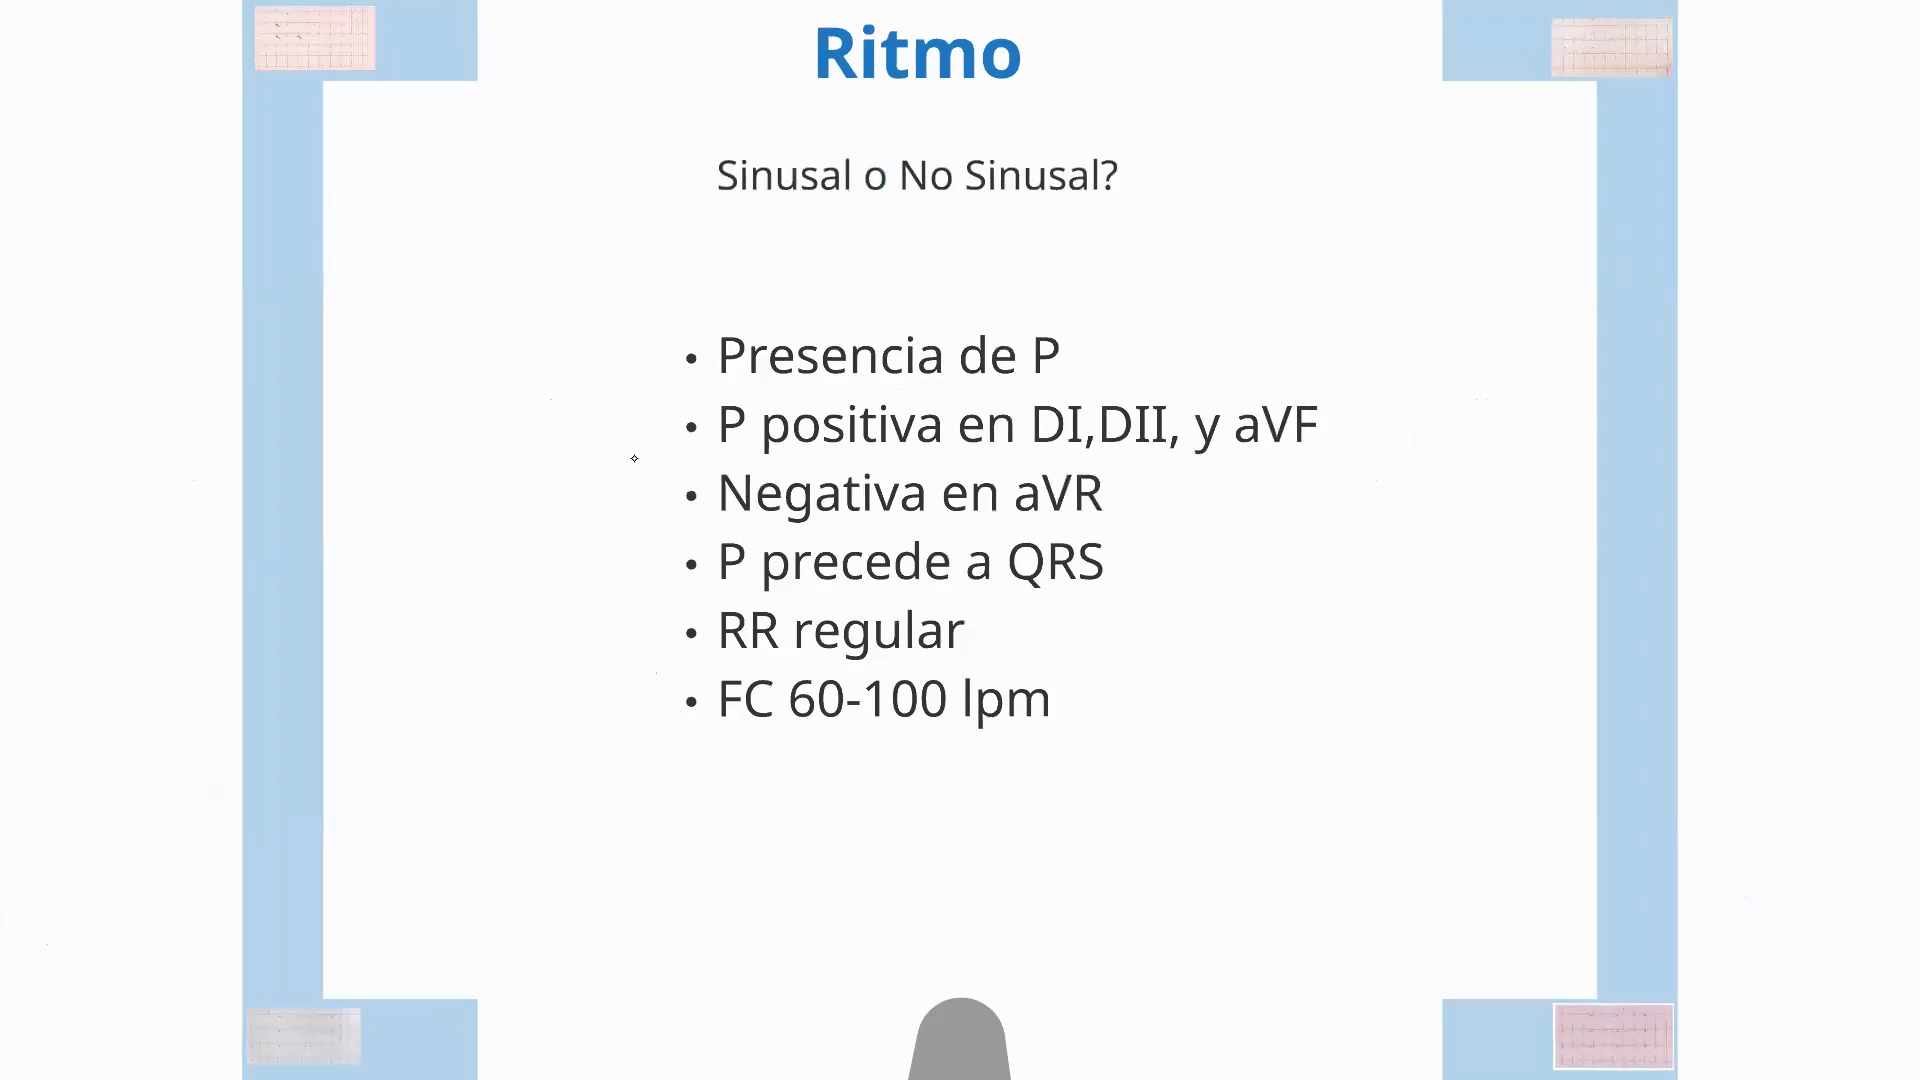 Ritmo
Sinusal o No Sinusal?
• Presencia de P
• P positiva en DI,DII, y aVF
• Negativa en aVR
• P precede a QRS
• RR regular
• FC 60-100 lpm